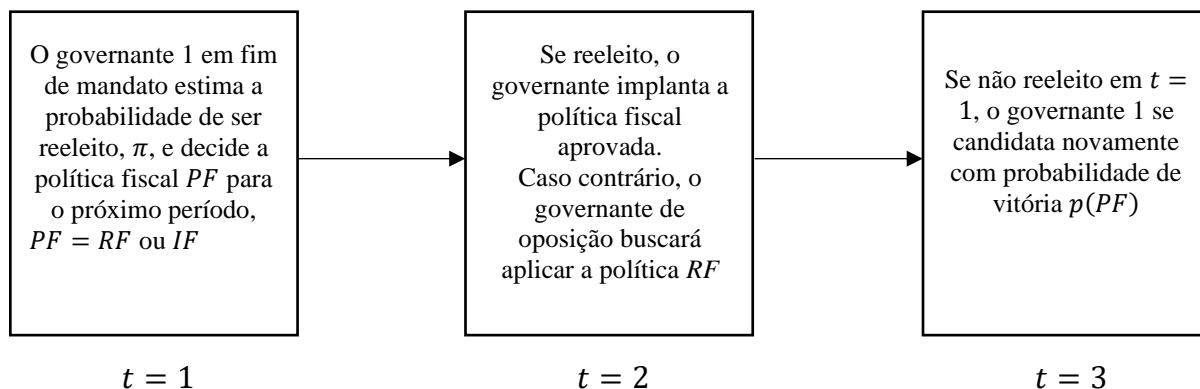 O governante 1 em fim
de mandato estima a
probabilidade de ser
reeleito, π, e decide a
política fiscal PF para
o próximo período,
PF = RF ou IF
Se reeleito, o
governante implanta a
política fiscal
aprovada.
Caso contrário, o
governante de
oposição buscará
aplicar a política RF
Se não reeleito em t =
1, o governante 1 se
candidata novamente
com probabilidade de
vitória p(PF)
t = 1
t = 2
t = 3